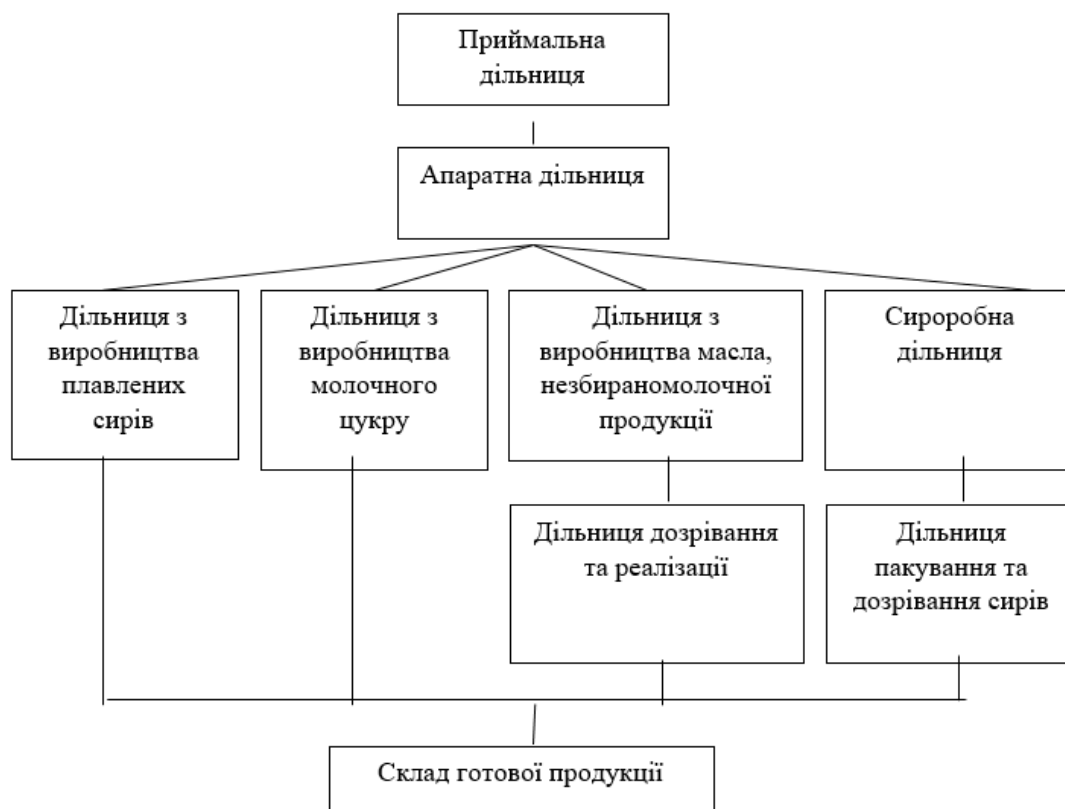 Приймальна
дільниця
Апаратна дільниця
Дільниця з
виробництва
плавлених
сирів
Дільниця з
виробництва
молочного
цукру
Дільниця з
виробництва масла,
незбираномолочної
продукції
Сироробна
дільниця
Дільниця дозрівання
та реалізації
Дільниця
пакування та
дозрівання сирів
Склад готової продукції